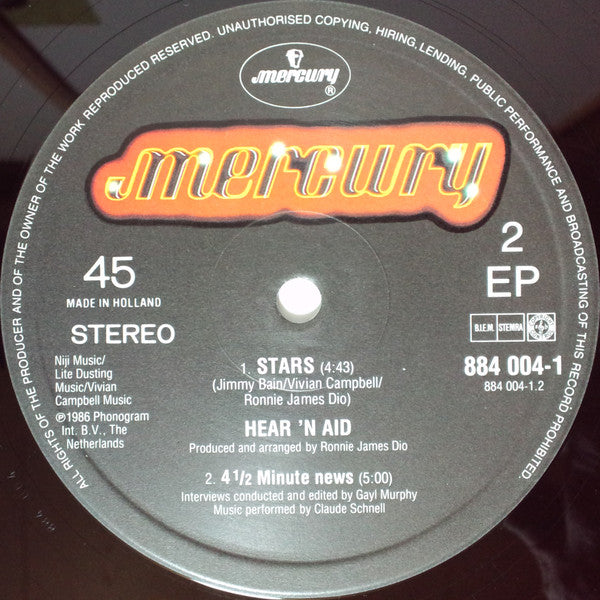 ALL RIGHTS OF THE PRODUCER AND OF THE OWNER OF THE WORK REPRODUCED RESERVED. UNAUTHORISED COPYING, HIRING, LENDING, PUBLIC PERFORMANCE AND BROADCASTING OF THIS RECORD PROHIBITED.
mercury
®
mercury
45
MADE IN HOLLAND
STEREO
2
EP
B.I.E.M. STEMRA
884 004-1
884 004-1.2
Niji Music/
Lite Dusting
Music/Vivian
Campbell Music
℗1986 Phonogram
Int. B.V., The
Netherlands
1. STARS (4:43)
(Jimmy Bain/Vivian Campbell/
Ronnie James Dio)
HEAR 'N AID
Produced and arranged by Ronnie James Dio
2. 4 1/2 Minute news (5:00)
Interviews conducted and edited by Gayl Murphy
Music performed by Claude Schnell